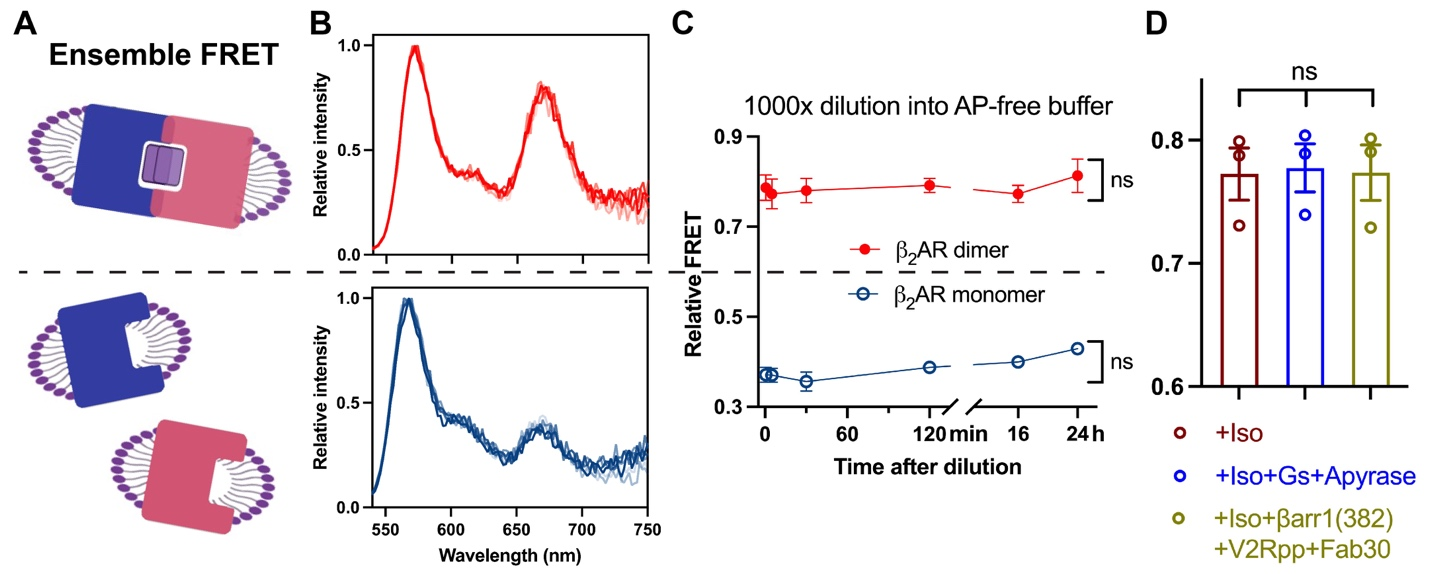 A
Ensemble FRET
B
1.0
0.5
0.0
Relative intensity
1.0
0.5
0.0
Relative intensity
550 600 650 700 750
Wavelength (nm)
C
1000x dilution into AP-free buffer
0.9
0.7
0.5
0.3
Relative FRET
ns
β₂AR dimer
β₂AR monomer
ns
0 60 120 min 16 24 h
Time after dilution
D
ns
0.8
0.7
0.6
+Iso
+Iso+Gs+Apyrase
+Iso+βarr1(382)
+V2Rpp+Fab30